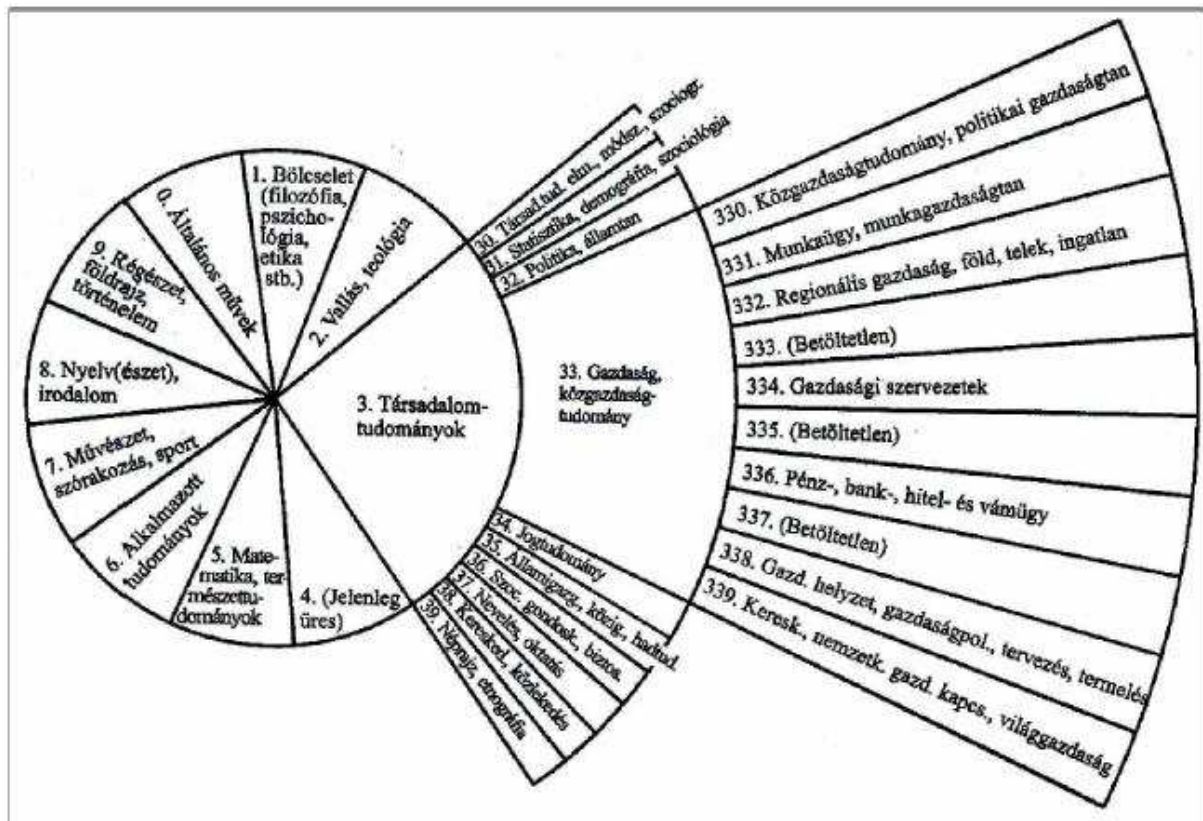 0. Általános művek
1. Bölcselet
(filozófia,
pszicho-
lógia,
etika
stb.)
2. Vallás, teológia
3. Társadalom-
tudományok
4. (Jelenleg
üres)
5. Mate-
matika, ter-
mészettu-
dományok
6. Alkalmazott
tudományok
7. Művészet,
szórakozás, sport
8. Nyelv(észet),
irodalom
9. Régészet,
földrajz,
történelem
30. Társad.tud. elm., módsz., szociogr.
31. Statisztika, demográfia, szociológia
32. Politika, államtan
33. Gazdaság,
közgazdaság-
tudomány
34. Jogtudomány
35. Államigazg., közig., hadtud.
36. Szoc. gondosk., biztos.
37. Nevelés, oktatás
38. Keresked., közlekedés
39. Néprajz, etnográfia
330. Közgazdaságtudomány, politikai gazdaságtan
331. Munkaügy, munkagazdaságtan
332. Regionális gazdaság, föld, telek, ingatlan
333. (Betöltetlen)
334. Gazdasági szervezetek
335. (Betöltetlen)
336. Pénz-, bank-, hitel- és vámügy
337. (Betöltetlen)
338. Gazd. helyzet, gazdaságpol., tervezés, termelés
339. Keresk., nemzetk. gazd. kapcs., világgazdaság